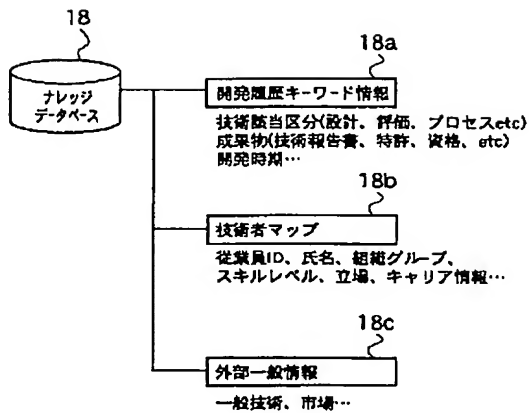 18
ナレッジ
データベース
18a
開発履歴キーワード情報
技術該当区分(設計、評価、プロセスetc)
成果物(技術報告書、特許、資格、etc)
開発時期…
18b
技術者マップ
従業員ID、氏名、組織グループ、
スキルレベル、立場、キャリア情報…
18c
外部一般情報
一般技術、市場…